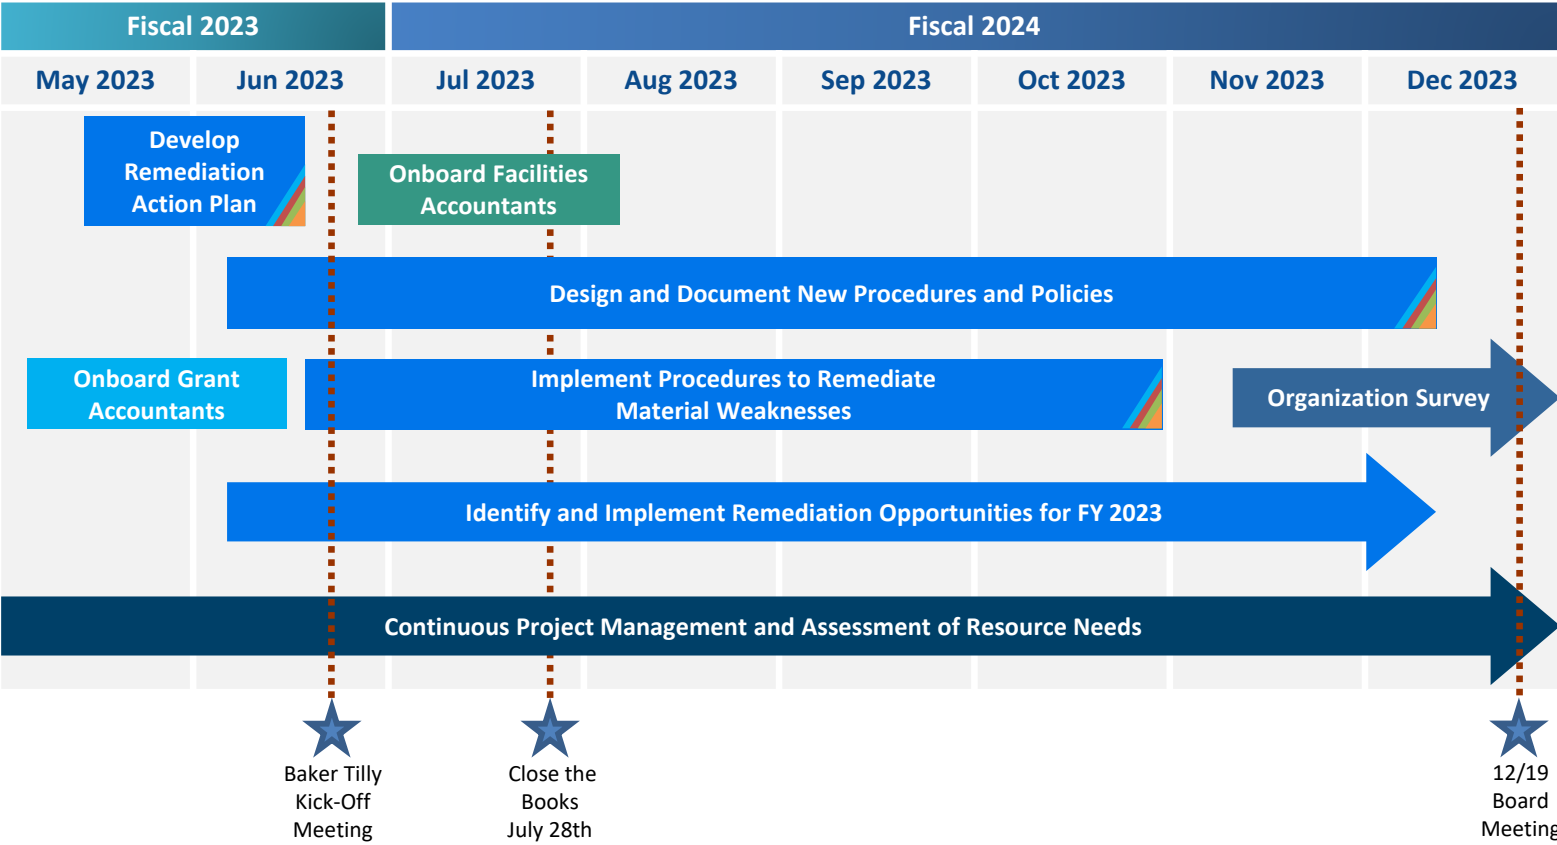 Fiscal 2023
Fiscal 2024
May 2023
Jun 2023
Jul 2023
Aug 2023
Sep 2023
Oct 2023
Nov 2023
Dec 2023
Develop
Remediation
Action Plan
Onboard Facilities
Accountants
Design and Document New Procedures and Policies
Onboard Grant
Accountants
Implement Procedures to Remediate
Material Weaknesses
Organization Survey
Identify and Implement Remediation Opportunities for FY 2023
Continuous Project Management and Assessment of Resource Needs
Baker Tilly
Kick-Off
Meeting
Close the
Books
July 28th
12/19
Board
Meeting